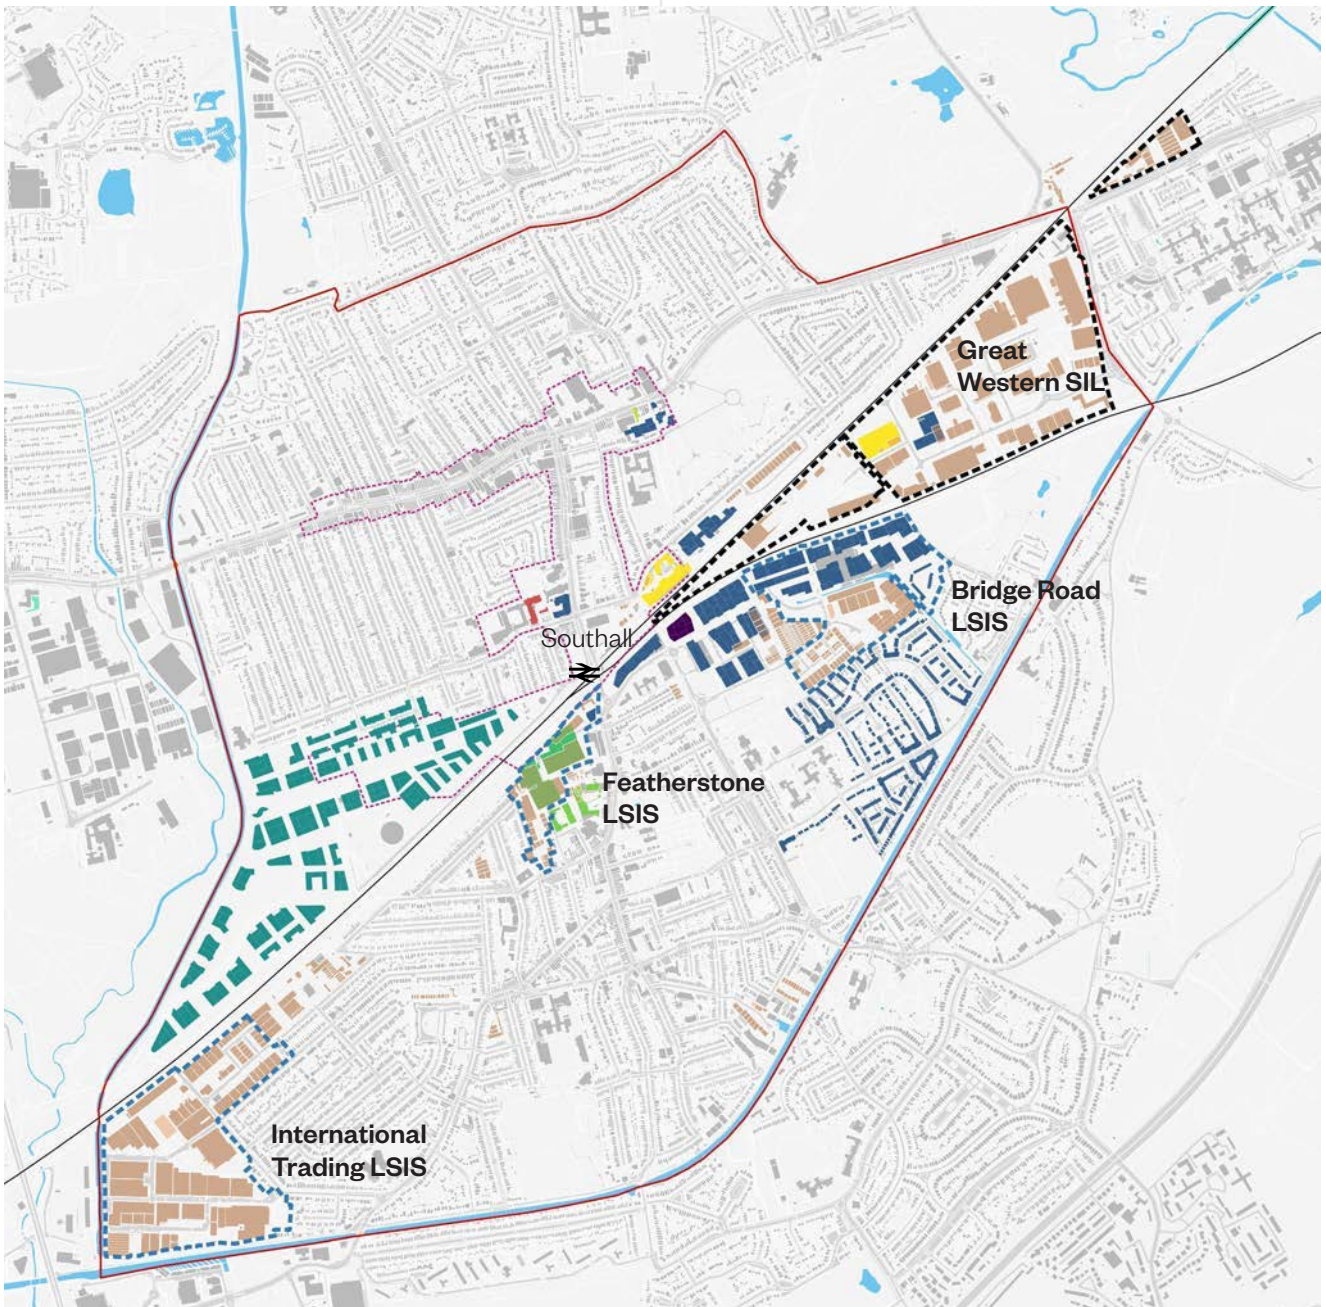 Great
Western SIL
Bridge Road
LSIS
Southall
Featherstone
LSIS
International
Trading LSIS